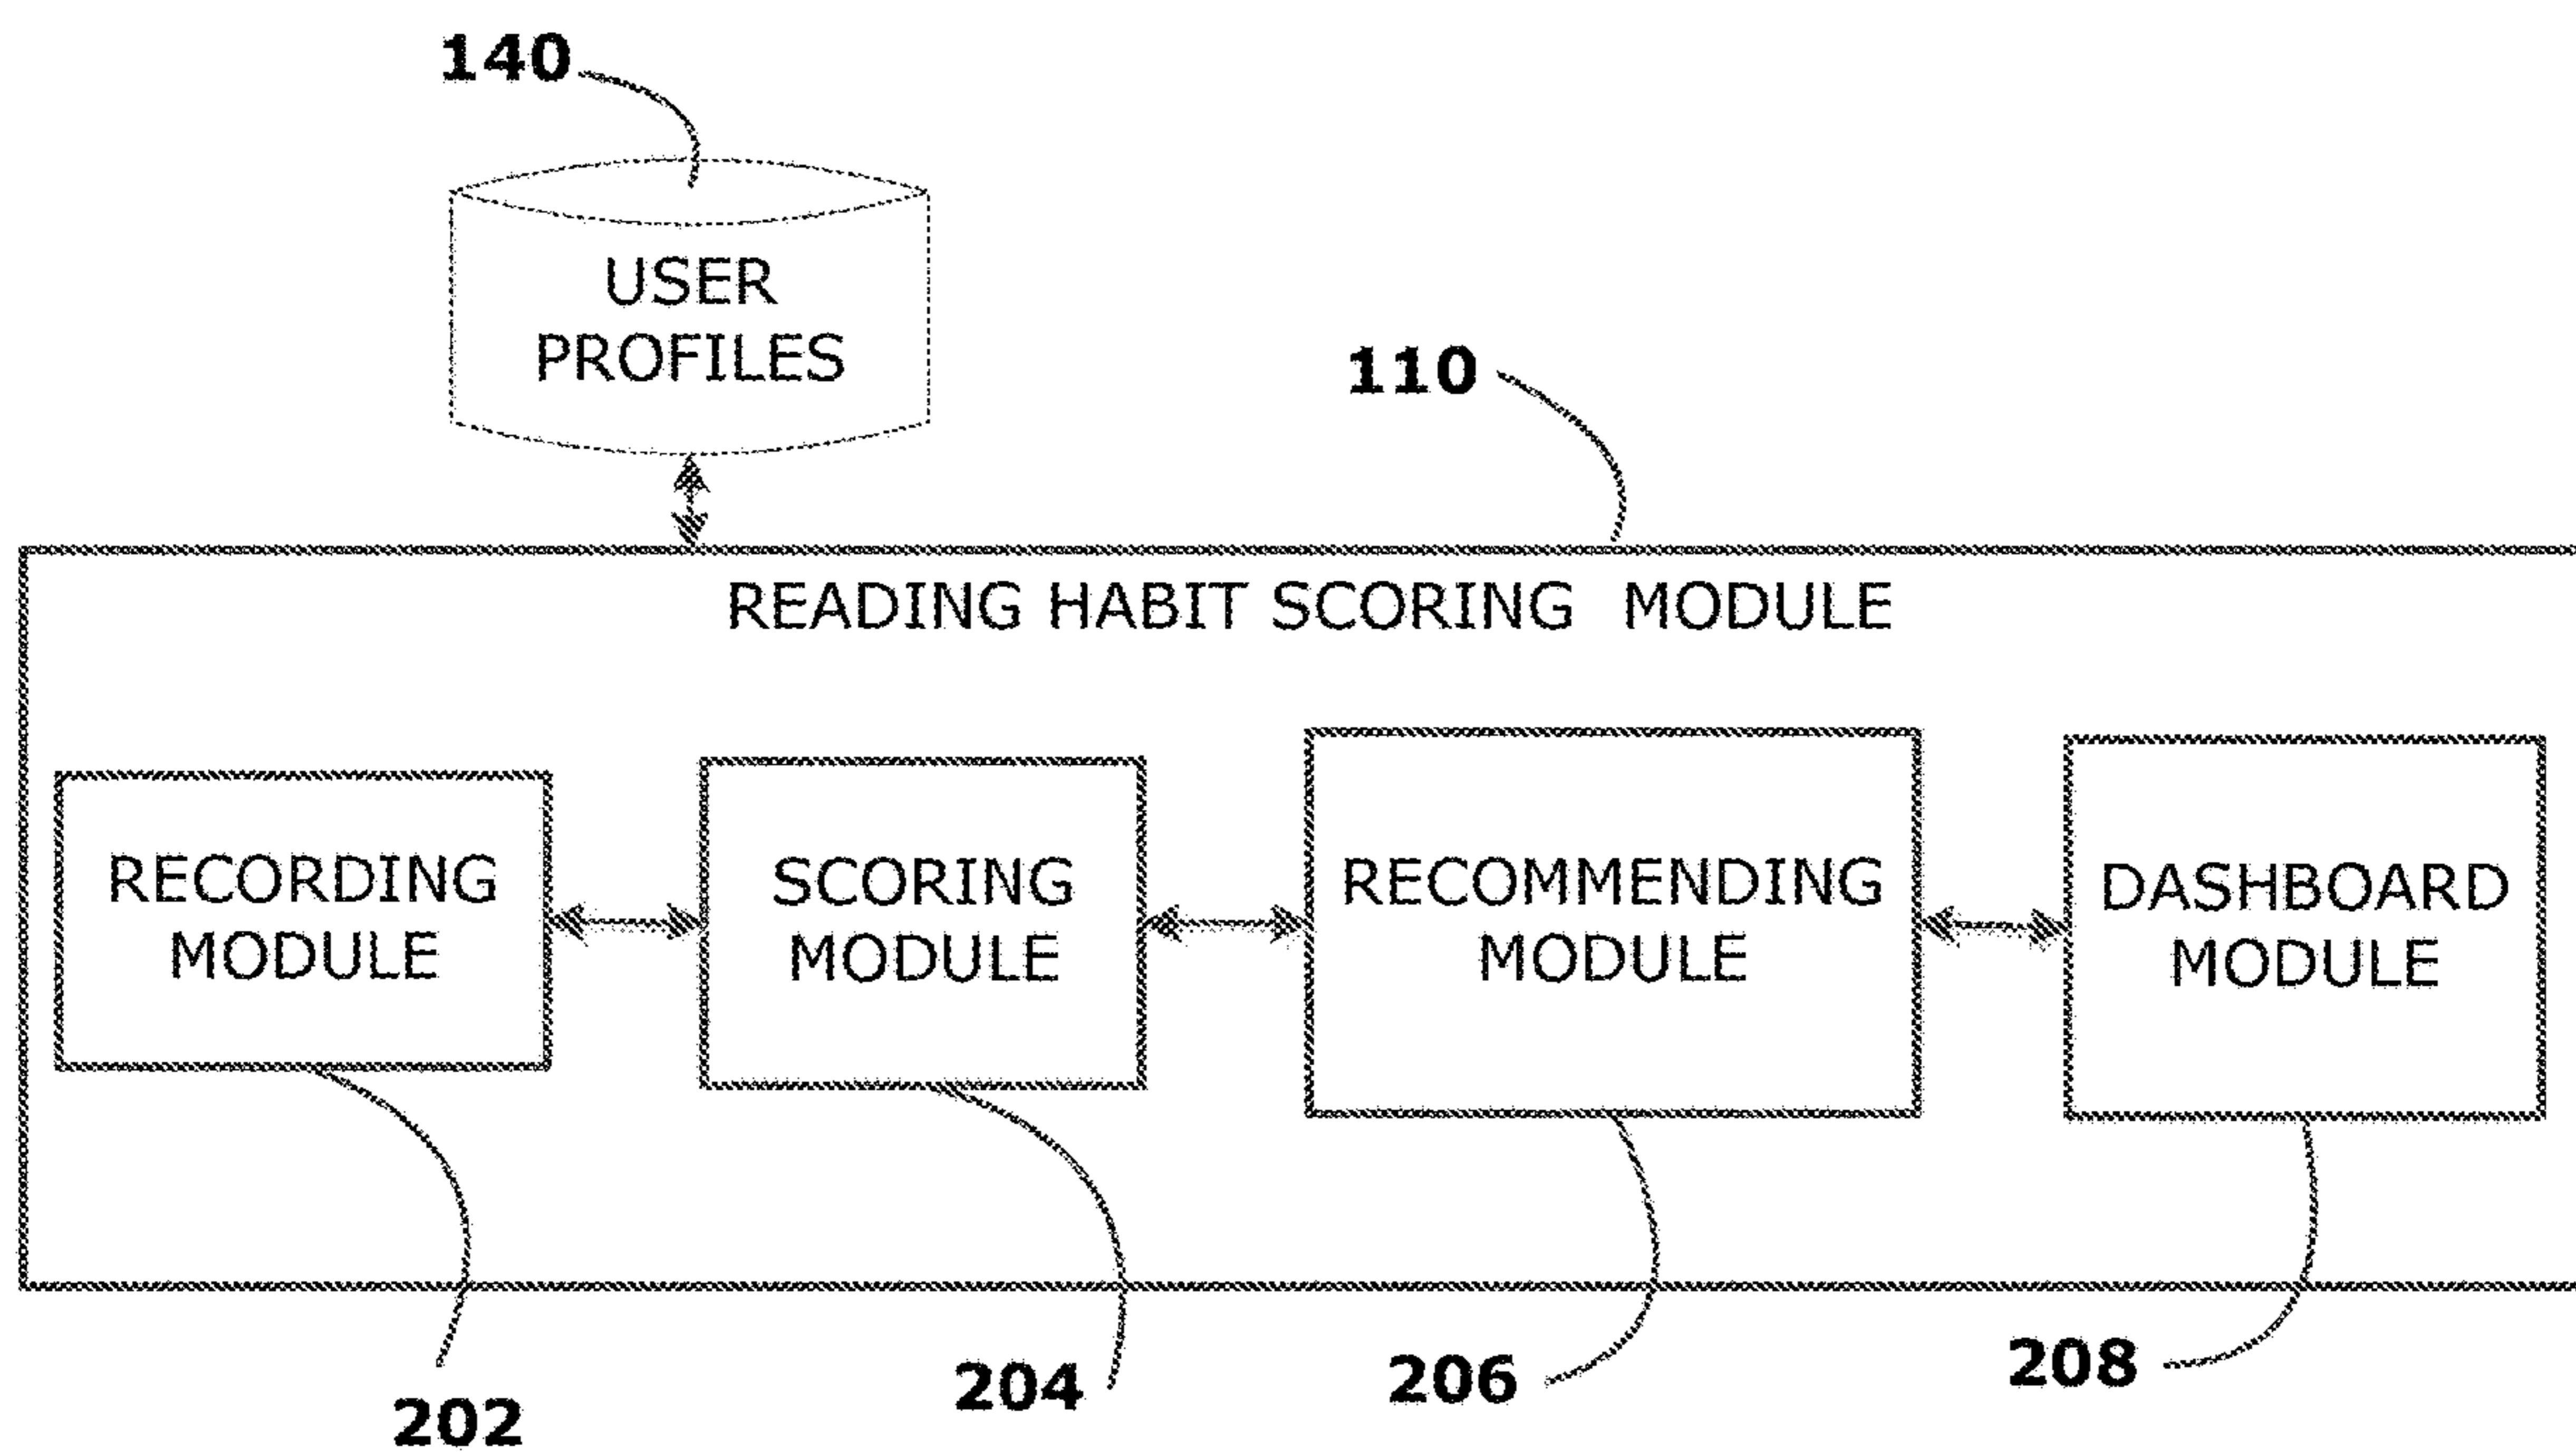 140
USER
PROFILES
110
READING HABIT SCORING MODULE
RECORDING
MODULE
SCORING
MODULE
RECOMMENDING
MODULE
DASHBOARD
MODULE
202
204
206
208